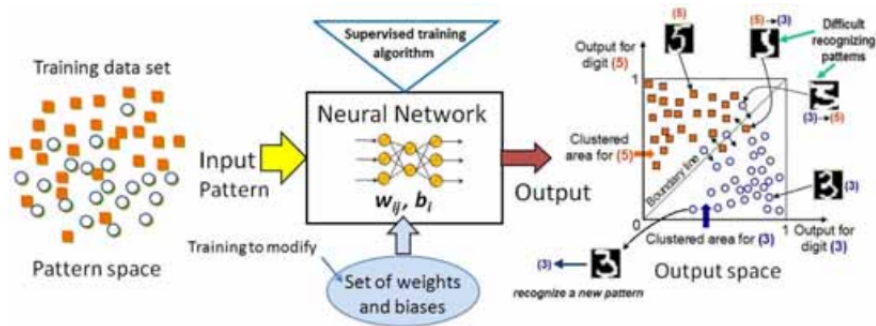 Training data set
Pattern space
Input
Pattern
Supervised training
algorithm
Neural Network
w_ij, b_i
Training to modify
Set of weights
and biases
Output
Output for
digit (5)
1
(5)
(5)→(3)
Difficult
recognizing
patterns
(3)→(5)
Clustered
area for (5)
Boundary line
(3)
0
1
Output for
digit (3)
Clustered area for (3)
Output space
(3)
recognize a new pattern